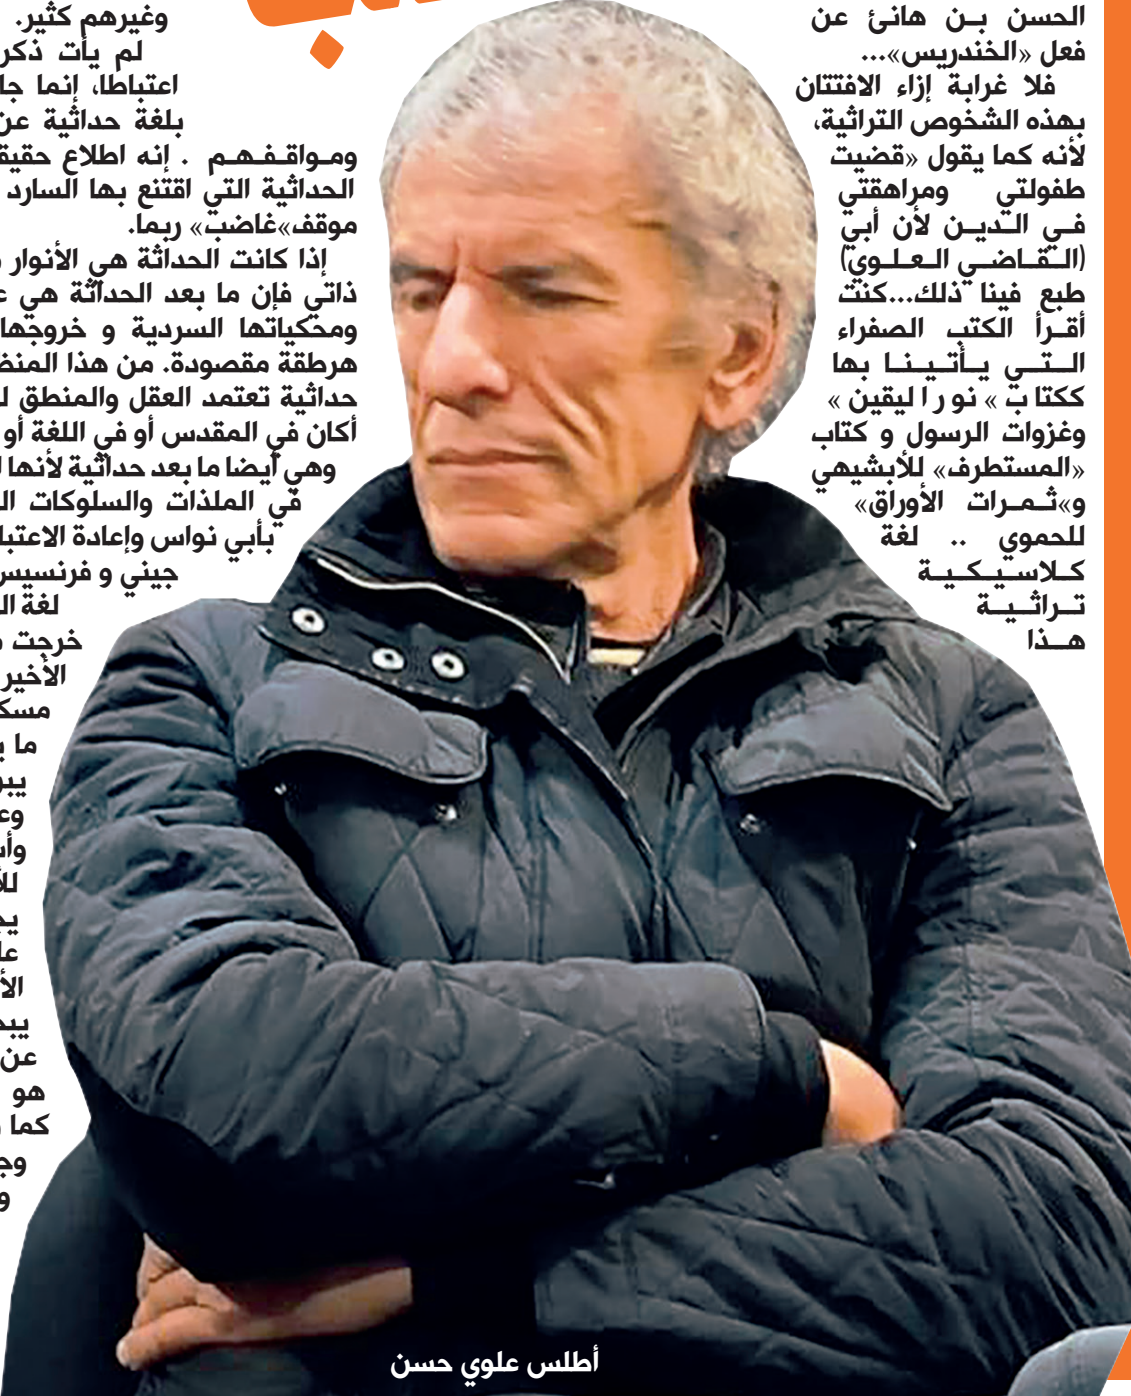 الحسن بن هانئ عن
فعل «الخندريس»...
فلا غرابة إزاء الافتتان
بهذه الشخوص التراثية،
لأنه كما يقول «قضيت
طفولتي ومراهقتي
في الدين لأن أبي
(القاضي العلوي)
طبع فينا ذلك...كنت
أقرأ الكتب الصفراء
التي يأتينا بها
ككتاب » نور اليقين »
وغزوات الرسول و كتاب
«المستطرف» للأبشيهي
و»ثمرات الأوراق»
للحموي .. لغة
كلاسيكية
تراثية
هذا
وغيرهم كثير.
لم يأت ذكر
اعتباطا، إنما
بلغة حداثية عن
ومواقفهم . إنه اطلاع
الحداثية التي اقتنع بها السارد
موقف»غاضب» ربما.
إذا كانت الحداثة هي الأنوار
ذاتي فإن ما بعد الحداثة هي
ومحكياتها السردية و خروجها
هرطقة مقصودة. من هذا
حداثية تعتمد العقل والمنطق
أكان في المقدس أو في اللغة أو
وهي أيضا ما بعد حداثية لأنها
في الملذات والسلوكات
بأبي نواس وإعادة
جيني و فرنسيس
لغة
خرجت
الأخير
ما
عن
هو
كما
أطلس علوي حسن